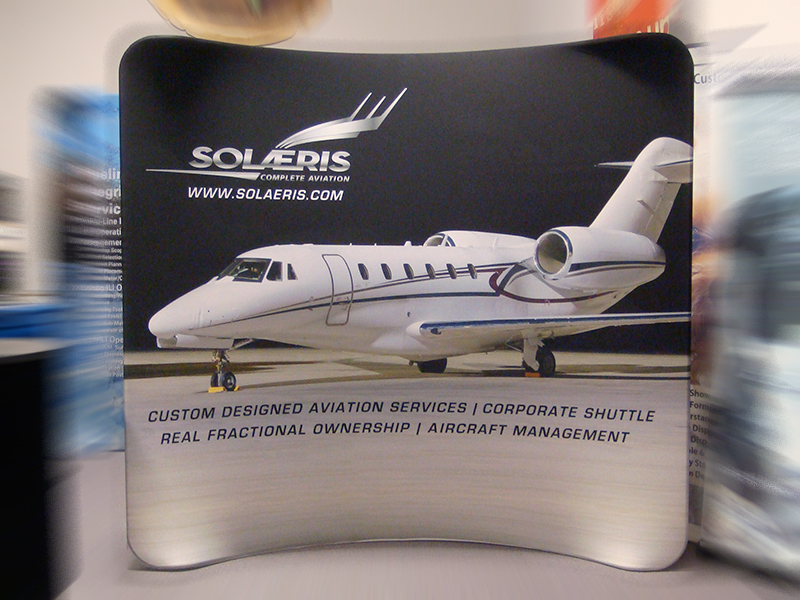 SOLÆRIS
COMPLETE AVIATION
WWW.SOLAERIS.COM
CUSTOM DESIGNED AVIATION SERVICES | CORPORATE SHUTTLE
REAL FRACTIONAL OWNERSHIP | AIRCRAFT MANAGEMENT